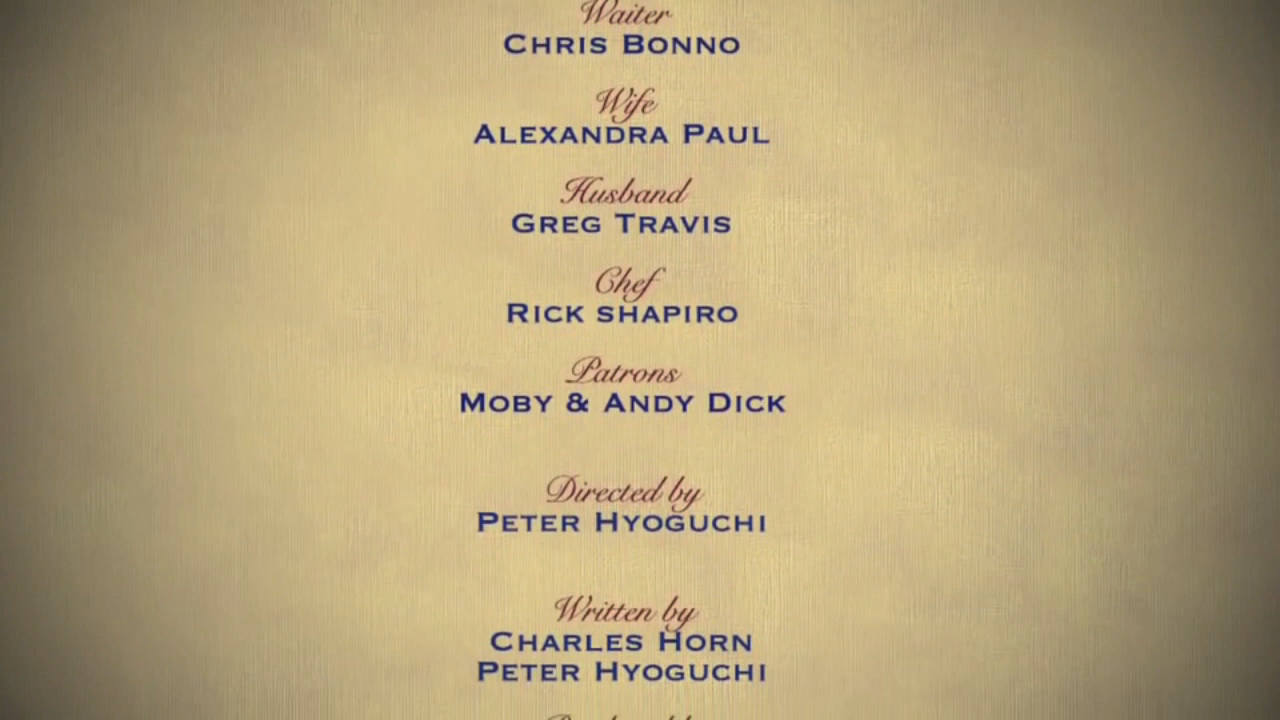 Waiter
CHRIS BONNO
Wife
ALEXANDRA PAUL
Husband
GREG TRAVIS
Chef
RICK SHAPIRO
Patrons
MOBY & ANDY DICK
Directed by
PETER HYOGUCHI
Written by
CHARLES HORN
PETER HYOGUCHI